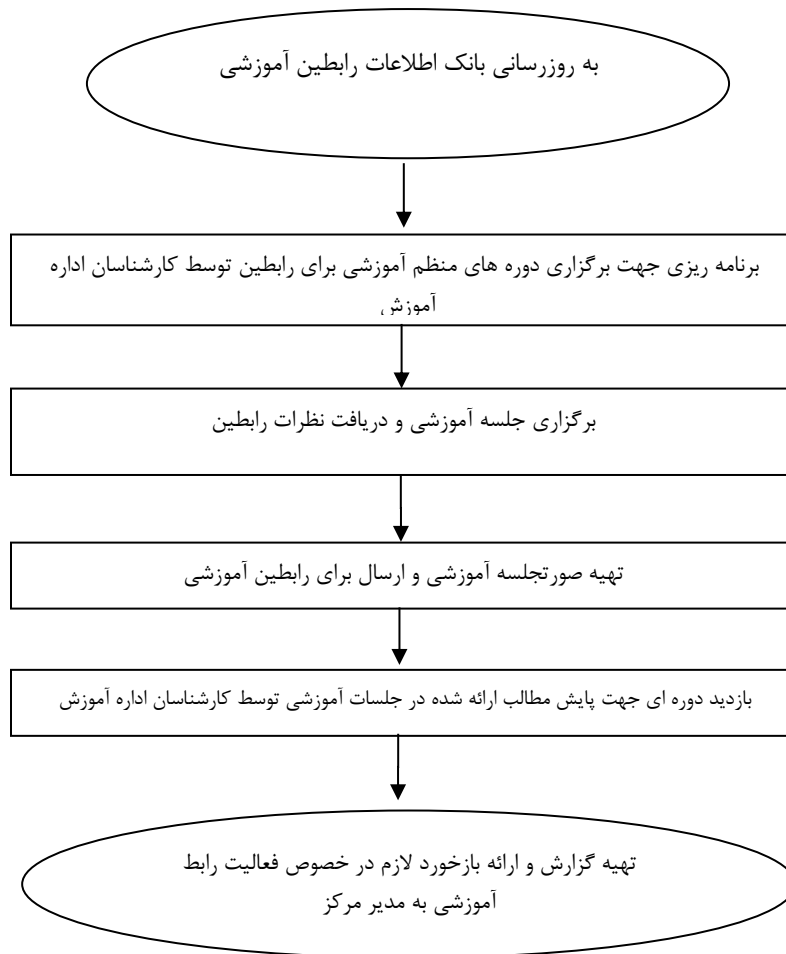 به روزرسانی بانک اطلاعات رابطین آموزشی
برنامه ریزی جهت برگزاری دوره های منظم آموزشی برای رابطین توسط کارشناسان اداره
آموزش
برگزاری جلسه آموزشی و دریافت نظرات رابطین
تهیه صورتجلسه آموزشی و ارسال برای رابطین آموزشی
بازدید دوره ای جهت پایش مطالب ارائه شده در جلسات آموزشی توسط کارشناسان اداره آموزش
تهیه گزارش و ارائه بازخورد لازم در خصوص فعالیت رابط
آموزشی به مدیر مرکز